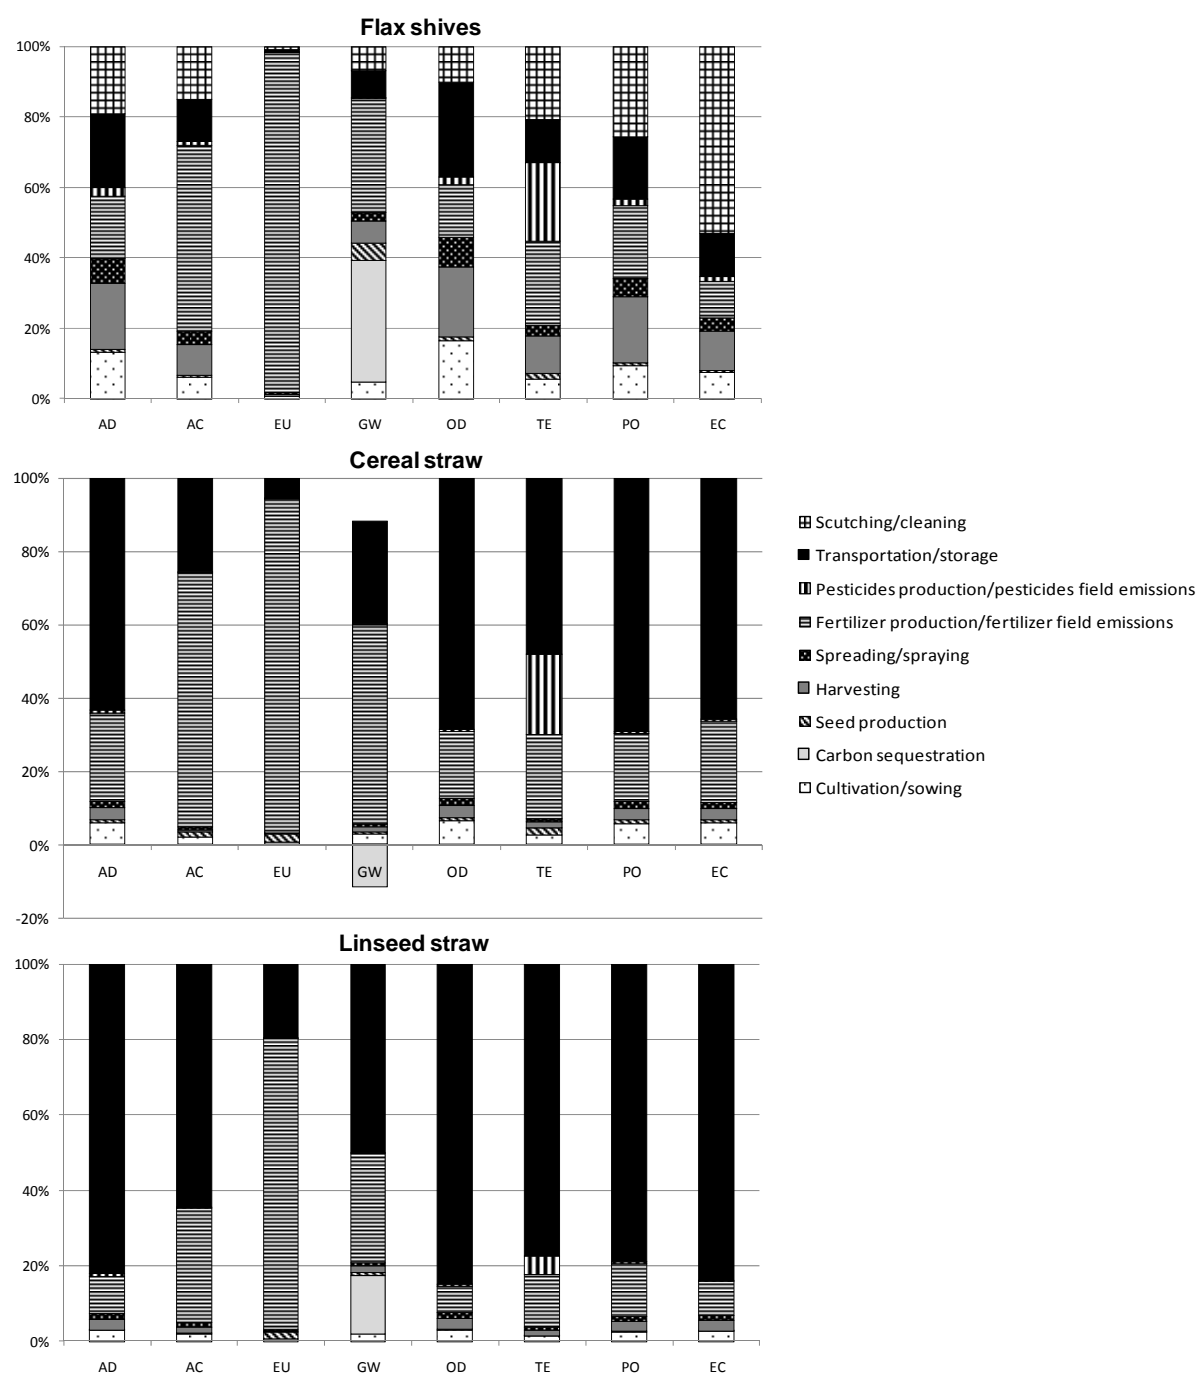 Flax shives
100%
80%
60%
40%
20%
0%
AD AC EU GW OD TE PO EC
Cereal straw
100%
80%
60%
40%
20%
0%
AD AC EU GW OD TE PO EC
-20%
Scutching/cleaning
Transportation/storage
Pesticides production/pesticides field emissions
Fertilizer production/fertilizer field emissions
Spreading/spraying
Harvesting
Seed production
Carbon sequestration
Cultivation/sowing
Linseed straw
100%
80%
60%
40%
20%
0%
AD AC EU GW OD TE PO EC